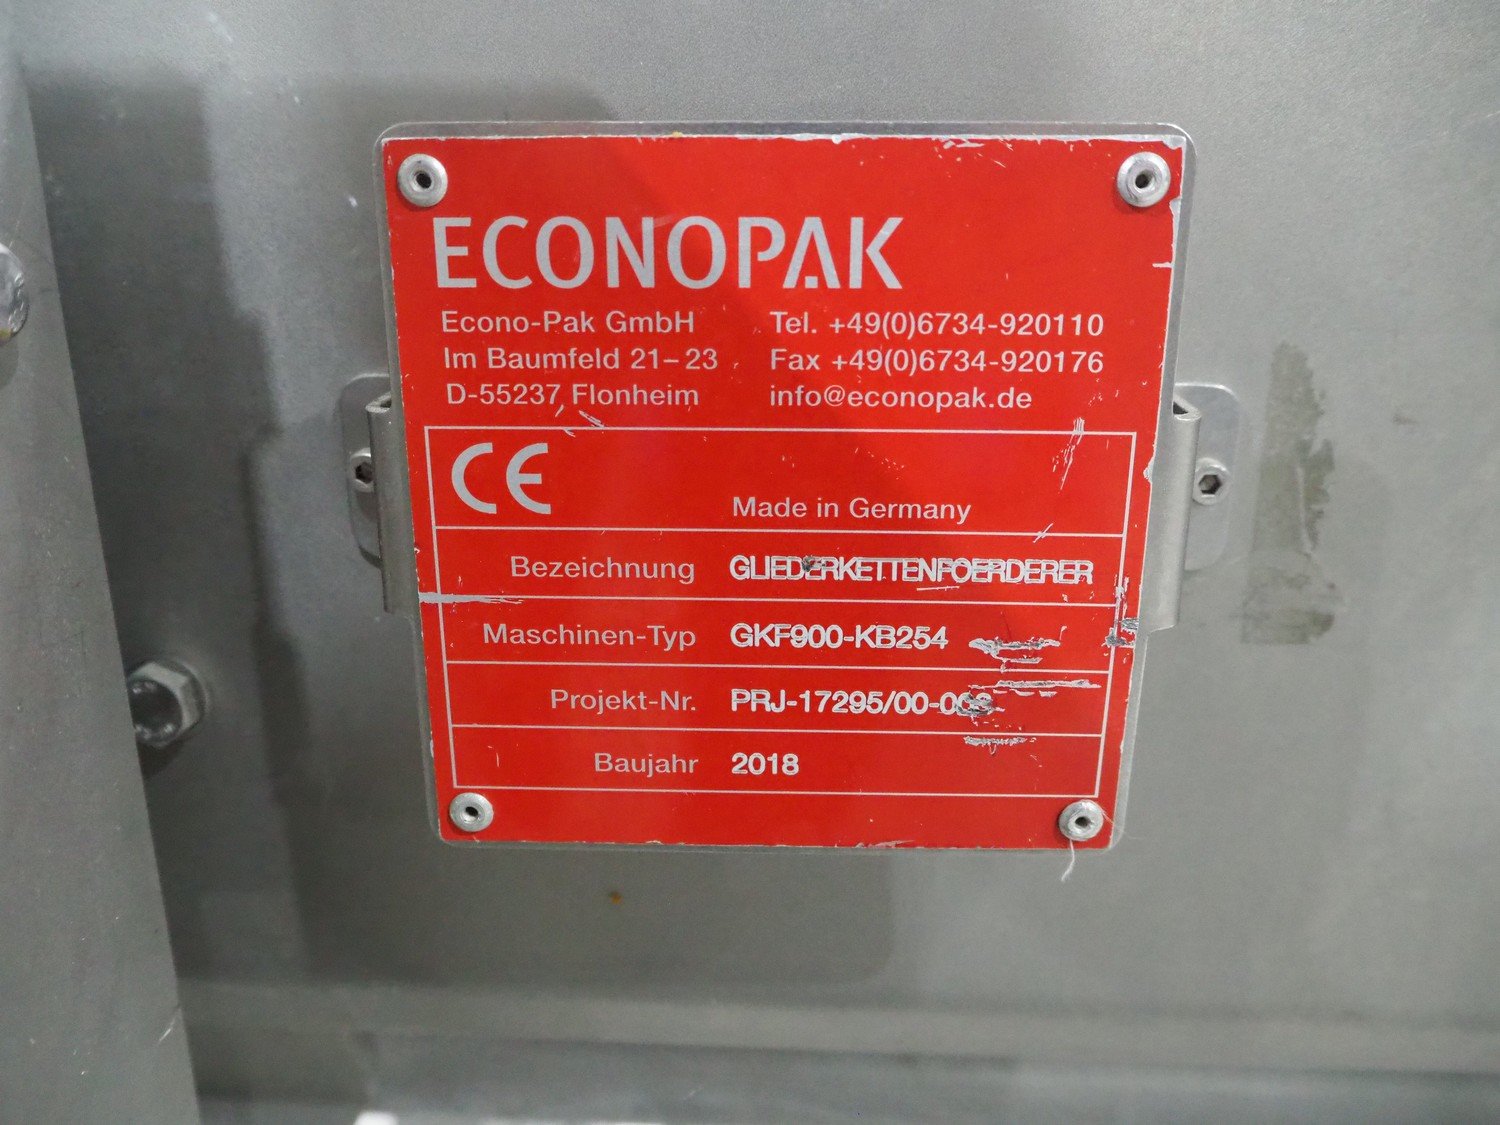 ECONOPAK
Econo-Pak GmbH
Im Baumfeld 21–23
D-55237 Flonheim
Tel. +49(0)6734-920110
Fax +49(0)6734-920176
info@econopak.de
CE
Made in Germany
Bezeichnung GLIEDERKETTENFOERDERER
Maschinen-Typ GKF900-KB254
Projekt-Nr.
Baujahr 2018